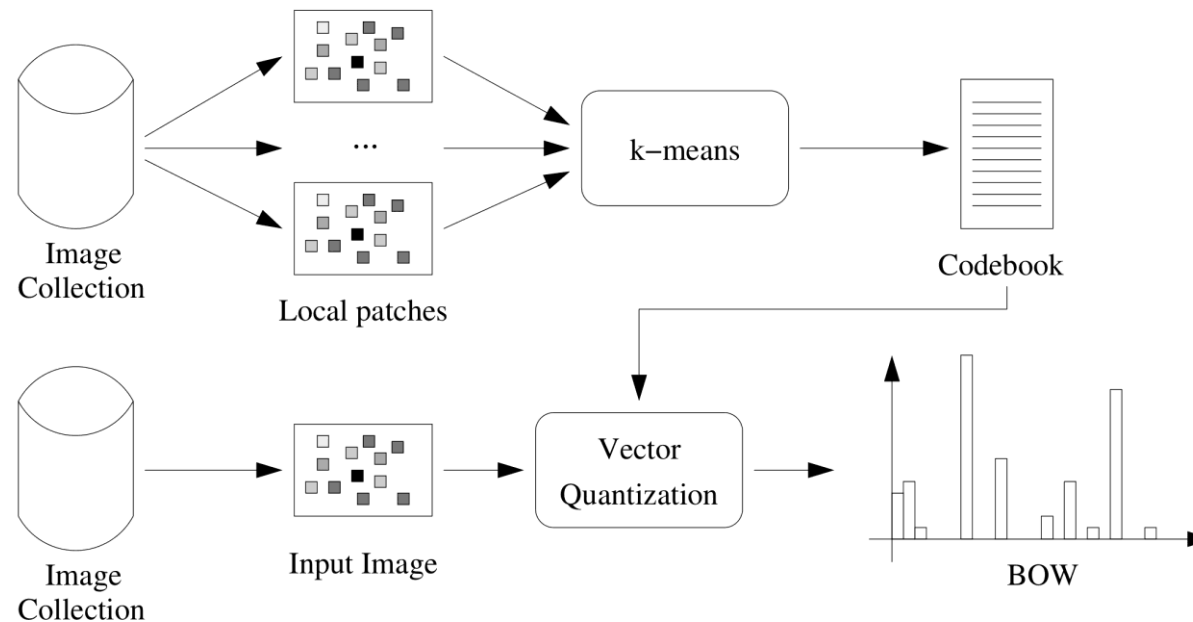 ...
k−means
Image
Collection
Local patches
Codebook
Vector
Quantization
Image
Collection
Input Image
BOW